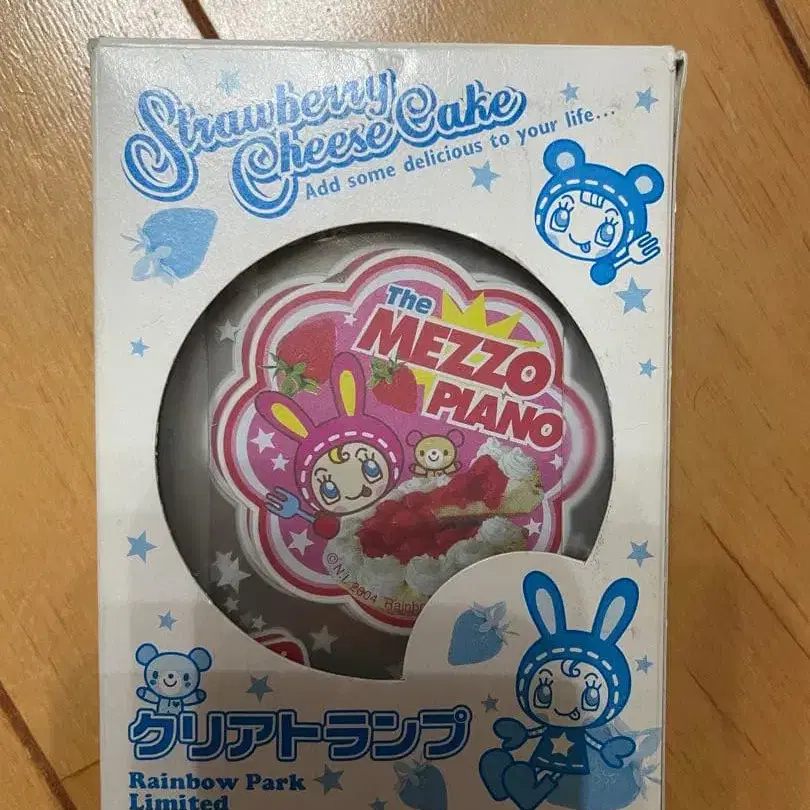 Strawberry
Cheese Cake
Add some delicious to your life...
The
MEZZO
PIANO
©N.I. 2004 Rainb
クリアトランプ
Rainbow Park
Limited